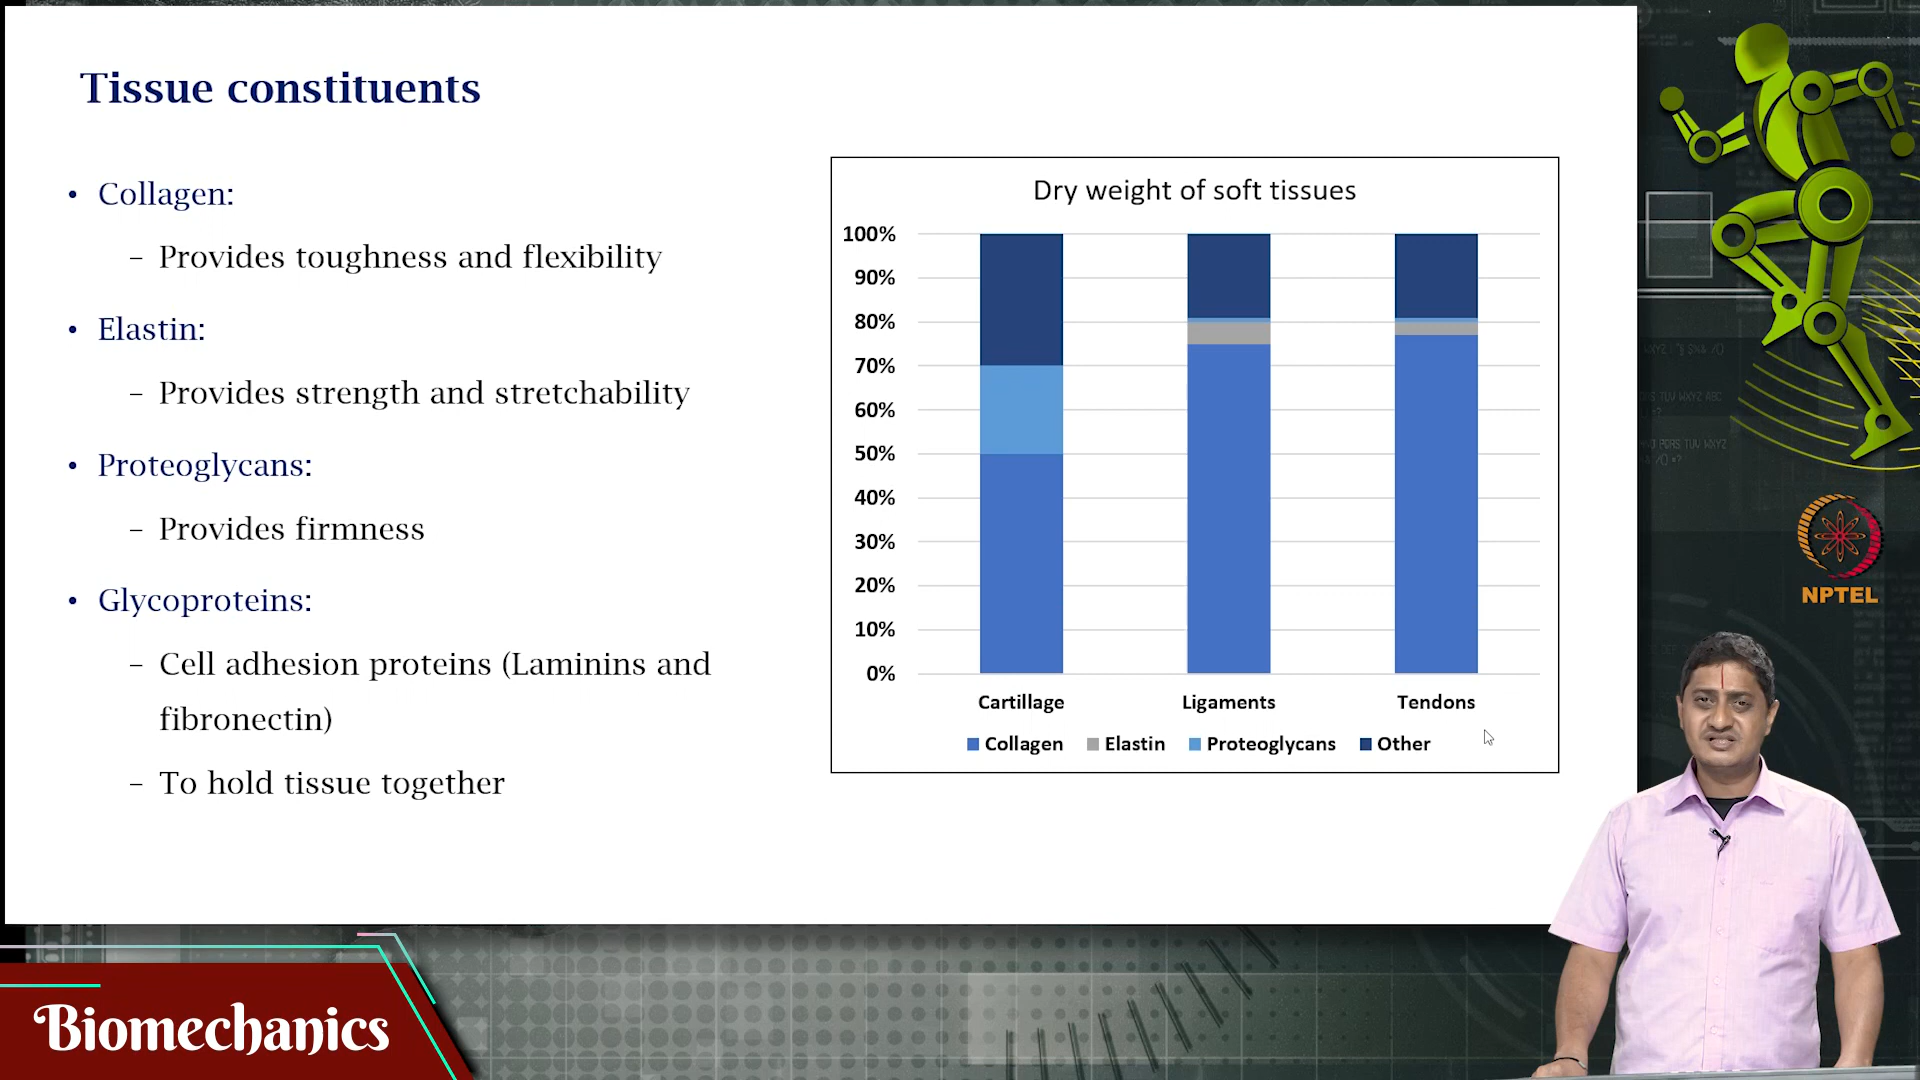 Tissue constituents
• Collagen:
– Provides toughness and flexibility
• Elastin:
– Provides strength and stretchability
• Proteoglycans:
– Provides firmness
• Glycoproteins:
– Cell adhesion proteins (Laminins and
fibronectin)
– To hold tissue together
Dry weight of soft tissues
100%
90%
80%
70%
60%
50%
40%
30%
20%
10%
0%
Cartillage Ligaments Tendons
Collagen Elastin Proteoglycans Other
NPTEL
Biomechanics